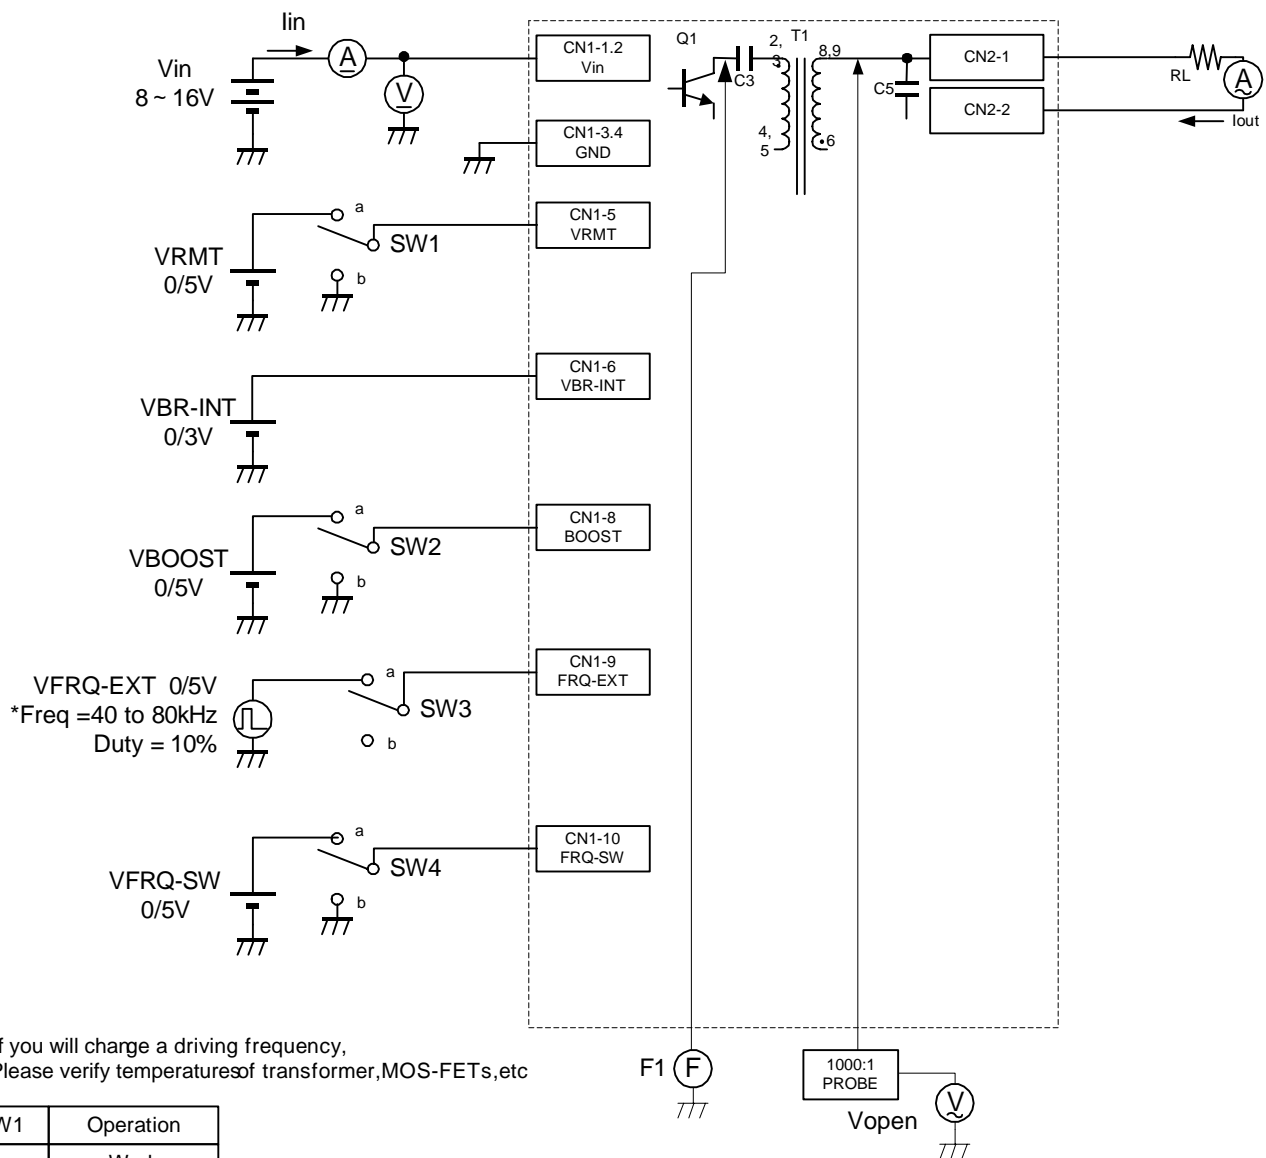 Iin
A
Vin
8 ~ 16V
V
CN1-1.2
Vin
CN1-3.4
GND
Q1
C3
2,
3
T1
8,9
4,
5
6
C5
CN2-1
CN2-2
RL
A
Iout
VRMT
0/5V
a
b
SW1
CN1-5
VRMT
VBR-INT
0/3V
CN1-6
VBR-INT
VBOOST
0/5V
a
b
SW2
CN1-8
BOOST
VFRQ-EXT 0/5V
*Freq =40 to 80kHz
Duty = 10%
a
b
SW3
CN1-9
FRQ-EXT
VFRQ-SW
0/5V
a
b
SW4
CN1-10
FRQ-SW
f you will change a driving frequency,
Please verify temperaturesof transformer,MOS-FETs,etc
F1
F
1000:1
PROBE
Vopen
V
W1
Operation